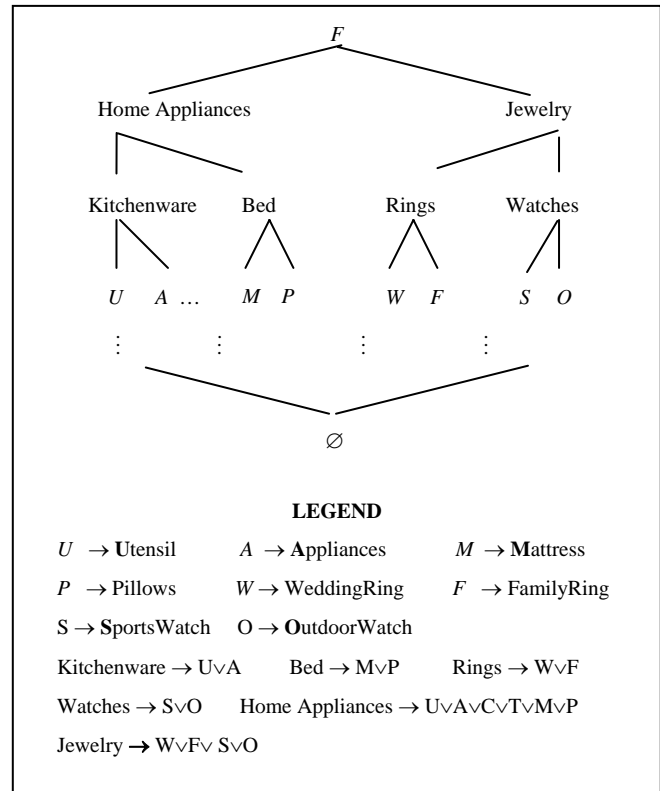 F
Home Appliances Jewelry
Kitchenware Bed Rings Watches
U A … M P W F S O
⋮ ⋮ ⋮ ⋮
∅
LEGEND
U → Utensil A → Appliances M → Mattress
P → Pillows W → WeddingRing F → FamilyRing
S → SportsWatch O → OutdoorWatch
Kitchenware → U∨A Bed → M∨P Rings → W∨F
Watches → S∨O Home Appliances → U∨A∨C∨T∨M∨P
Jewelry → W∨F∨ S∨O